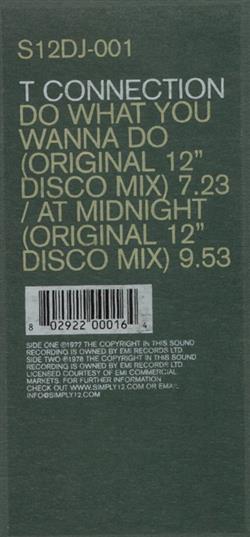 S12DJ-001
T CONNECTION
DO WHAT YOU
WANNA DO
(ORIGINAL 12"
DISCO MIX) 7.23
/ AT MIDNIGHT
(ORIGINAL 12"
DISCO MIX) 9.53
8 02922 00016 4
SIDE ONE ℗1977 THE COPYRIGHT IN THIS SOUND
RECORDING IS OWNED BY EMI RECORDS LTD
SIDE TWO ℗1978 THE COPYRIGHT IN THIS SOUND
RECORDING IS OWNED BY EMI RECORDS LTD
LICENSED COURTESY OF EMI COMMERCIAL
MARKETS. FOR FURTHER INFORMATION
CHECK OUT WWW.SIMPLY12.COM OR EMAIL
INFO@SIMPLY12.COM